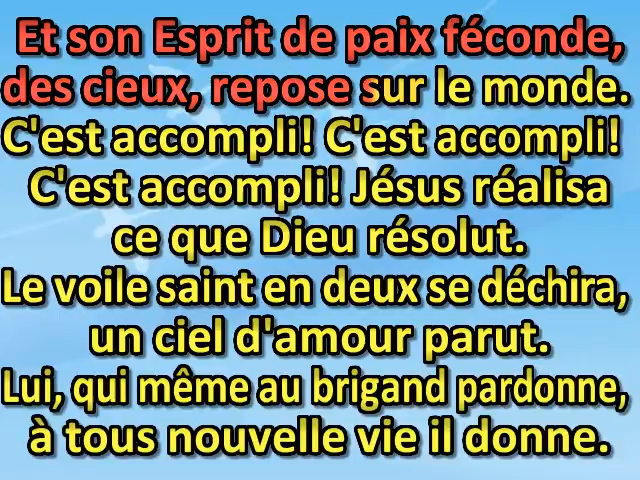 Et son Esprit de paix féconde,
des cieux, repose sur le monde.
C'est accompli! C'est accompli!
C'est accompli! Jésus réalisa
ce que Dieu résolut.
Le voile saint en deux se déchira,
un ciel d'amour parut.
Lui, qui même au brigand pardonne,
à tous nouvelle vie il donne.